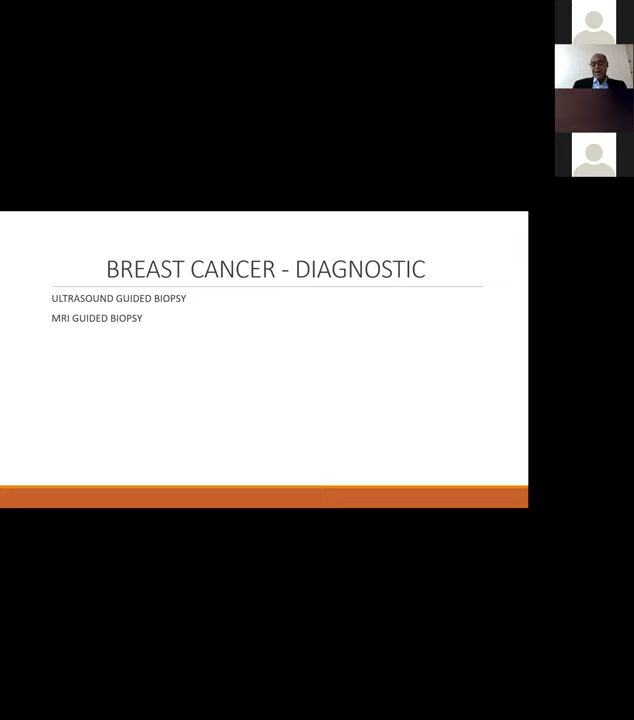 BREAST CANCER - DIAGNOSTIC
ULTRASOUND GUIDED BIOPSY
MRI GUIDED BIOPSY